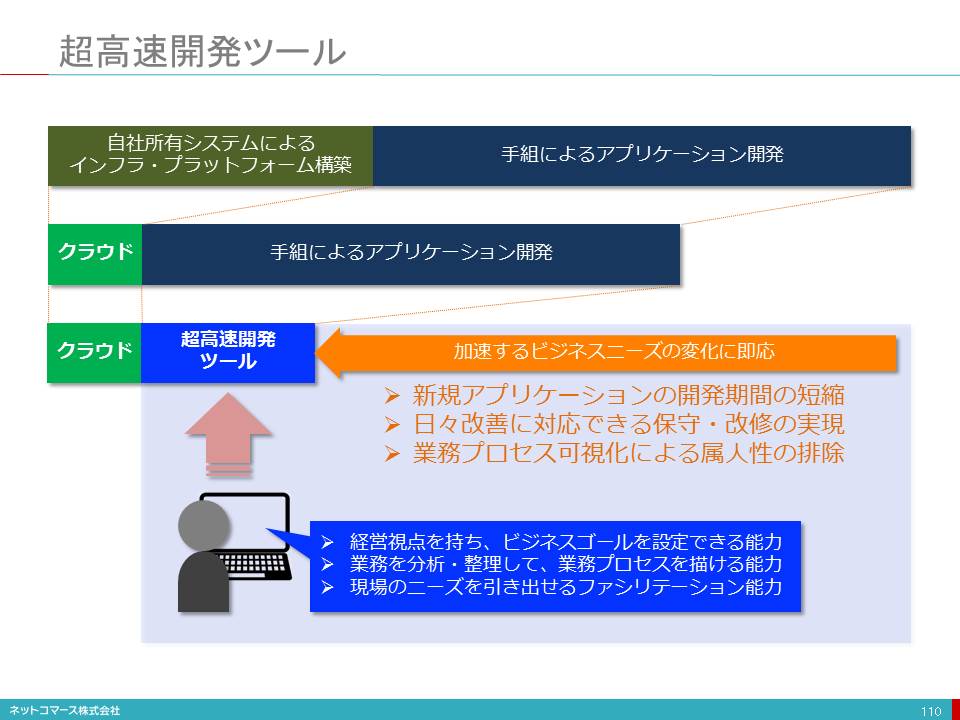 超高速開発ツール
自社所有システムによる
インフラ・プラットフォーム構築
手組によるアプリケーション開発
クラウド
手組によるアプリケーション開発
クラウド
超高速開発
ツール
加速するビジネスニーズの変化に即応
➢ 新規アプリケーションの開発期間の短縮
➢ 日々改善に対応できる保守・改修の実現
➢ 業務プロセス可視化による属人性の排除
➢ 経営視点を持ち、ビジネスゴールを設定できる能力
➢ 業務を分析・整理して、業務プロセスを描ける能力
➢ 現場のニーズを引き出せるファシリテーション能力
ネットコマース株式会社
110